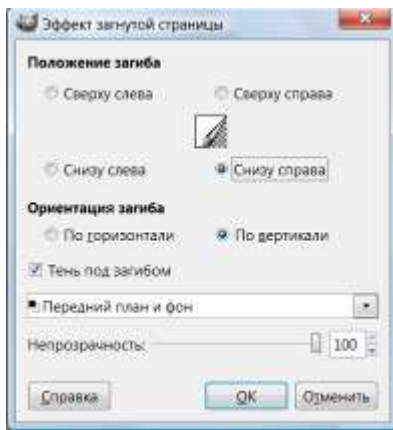 Эффект загнутой страницы
Положение загиба
Сверху слева Сверху справа
Снизу слева Снизу справа
Ориентация загиба
По горизонтали По вертикали
Тень под загибом
Передний план и фон
Непрозрачность: 100
Справка OK Отменить